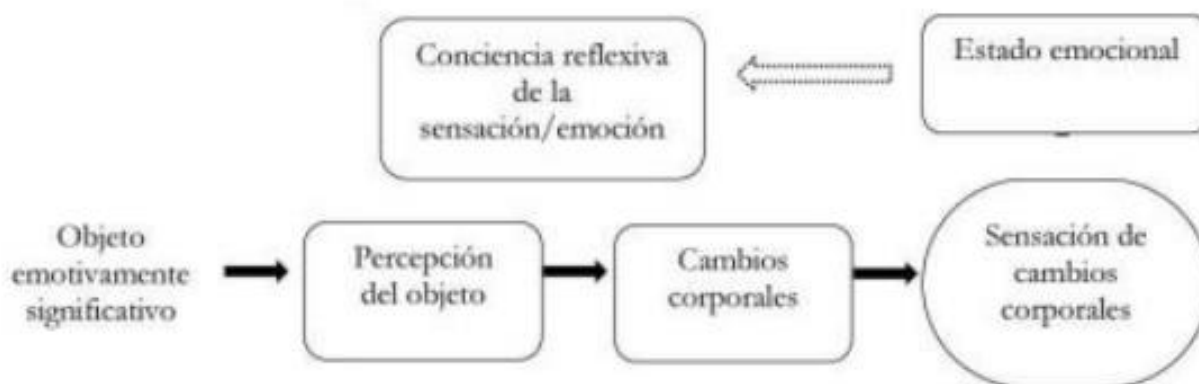 Conciencia reflexiva
de la
sensación/emoción
Estado emocional
Objeto
emotivamente
significativo
Percepción
del objeto
Cambios
corporales
Sensación de
cambios
corporales